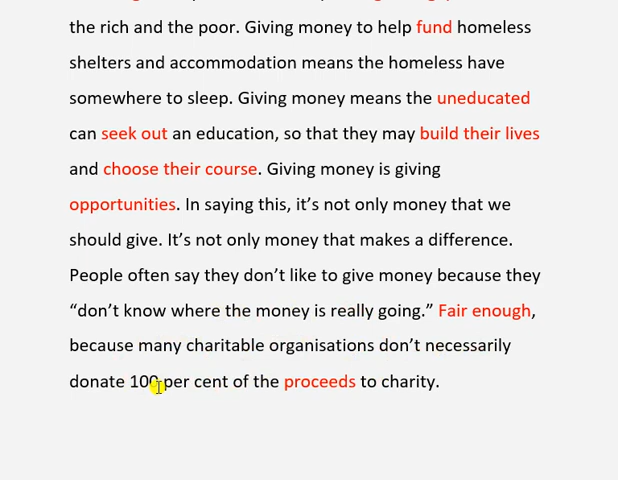 the rich and the poor. Giving money to help fund homeless
shelters and accommodation means the homeless have
somewhere to sleep. Giving money means the uneducated
can seek out an education, so that they may build their lives
and choose their course. Giving money is giving
opportunities. In saying this, it’s not only money that we
should give. It’s not only money that makes a difference.
People often say they don’t like to give money because they
“don’t know where the money is really going.” Fair enough,
because many charitable organisations don’t necessarily
donate 100 per cent of the proceeds to charity.